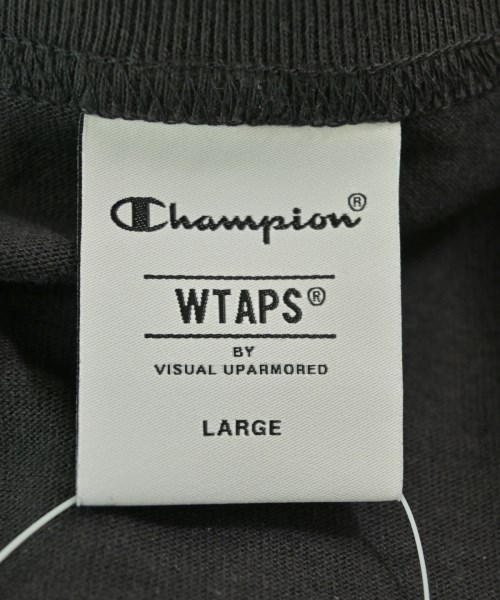 Champion®
WTAPS®
BY
VISUAL UPARMORED
LARGE